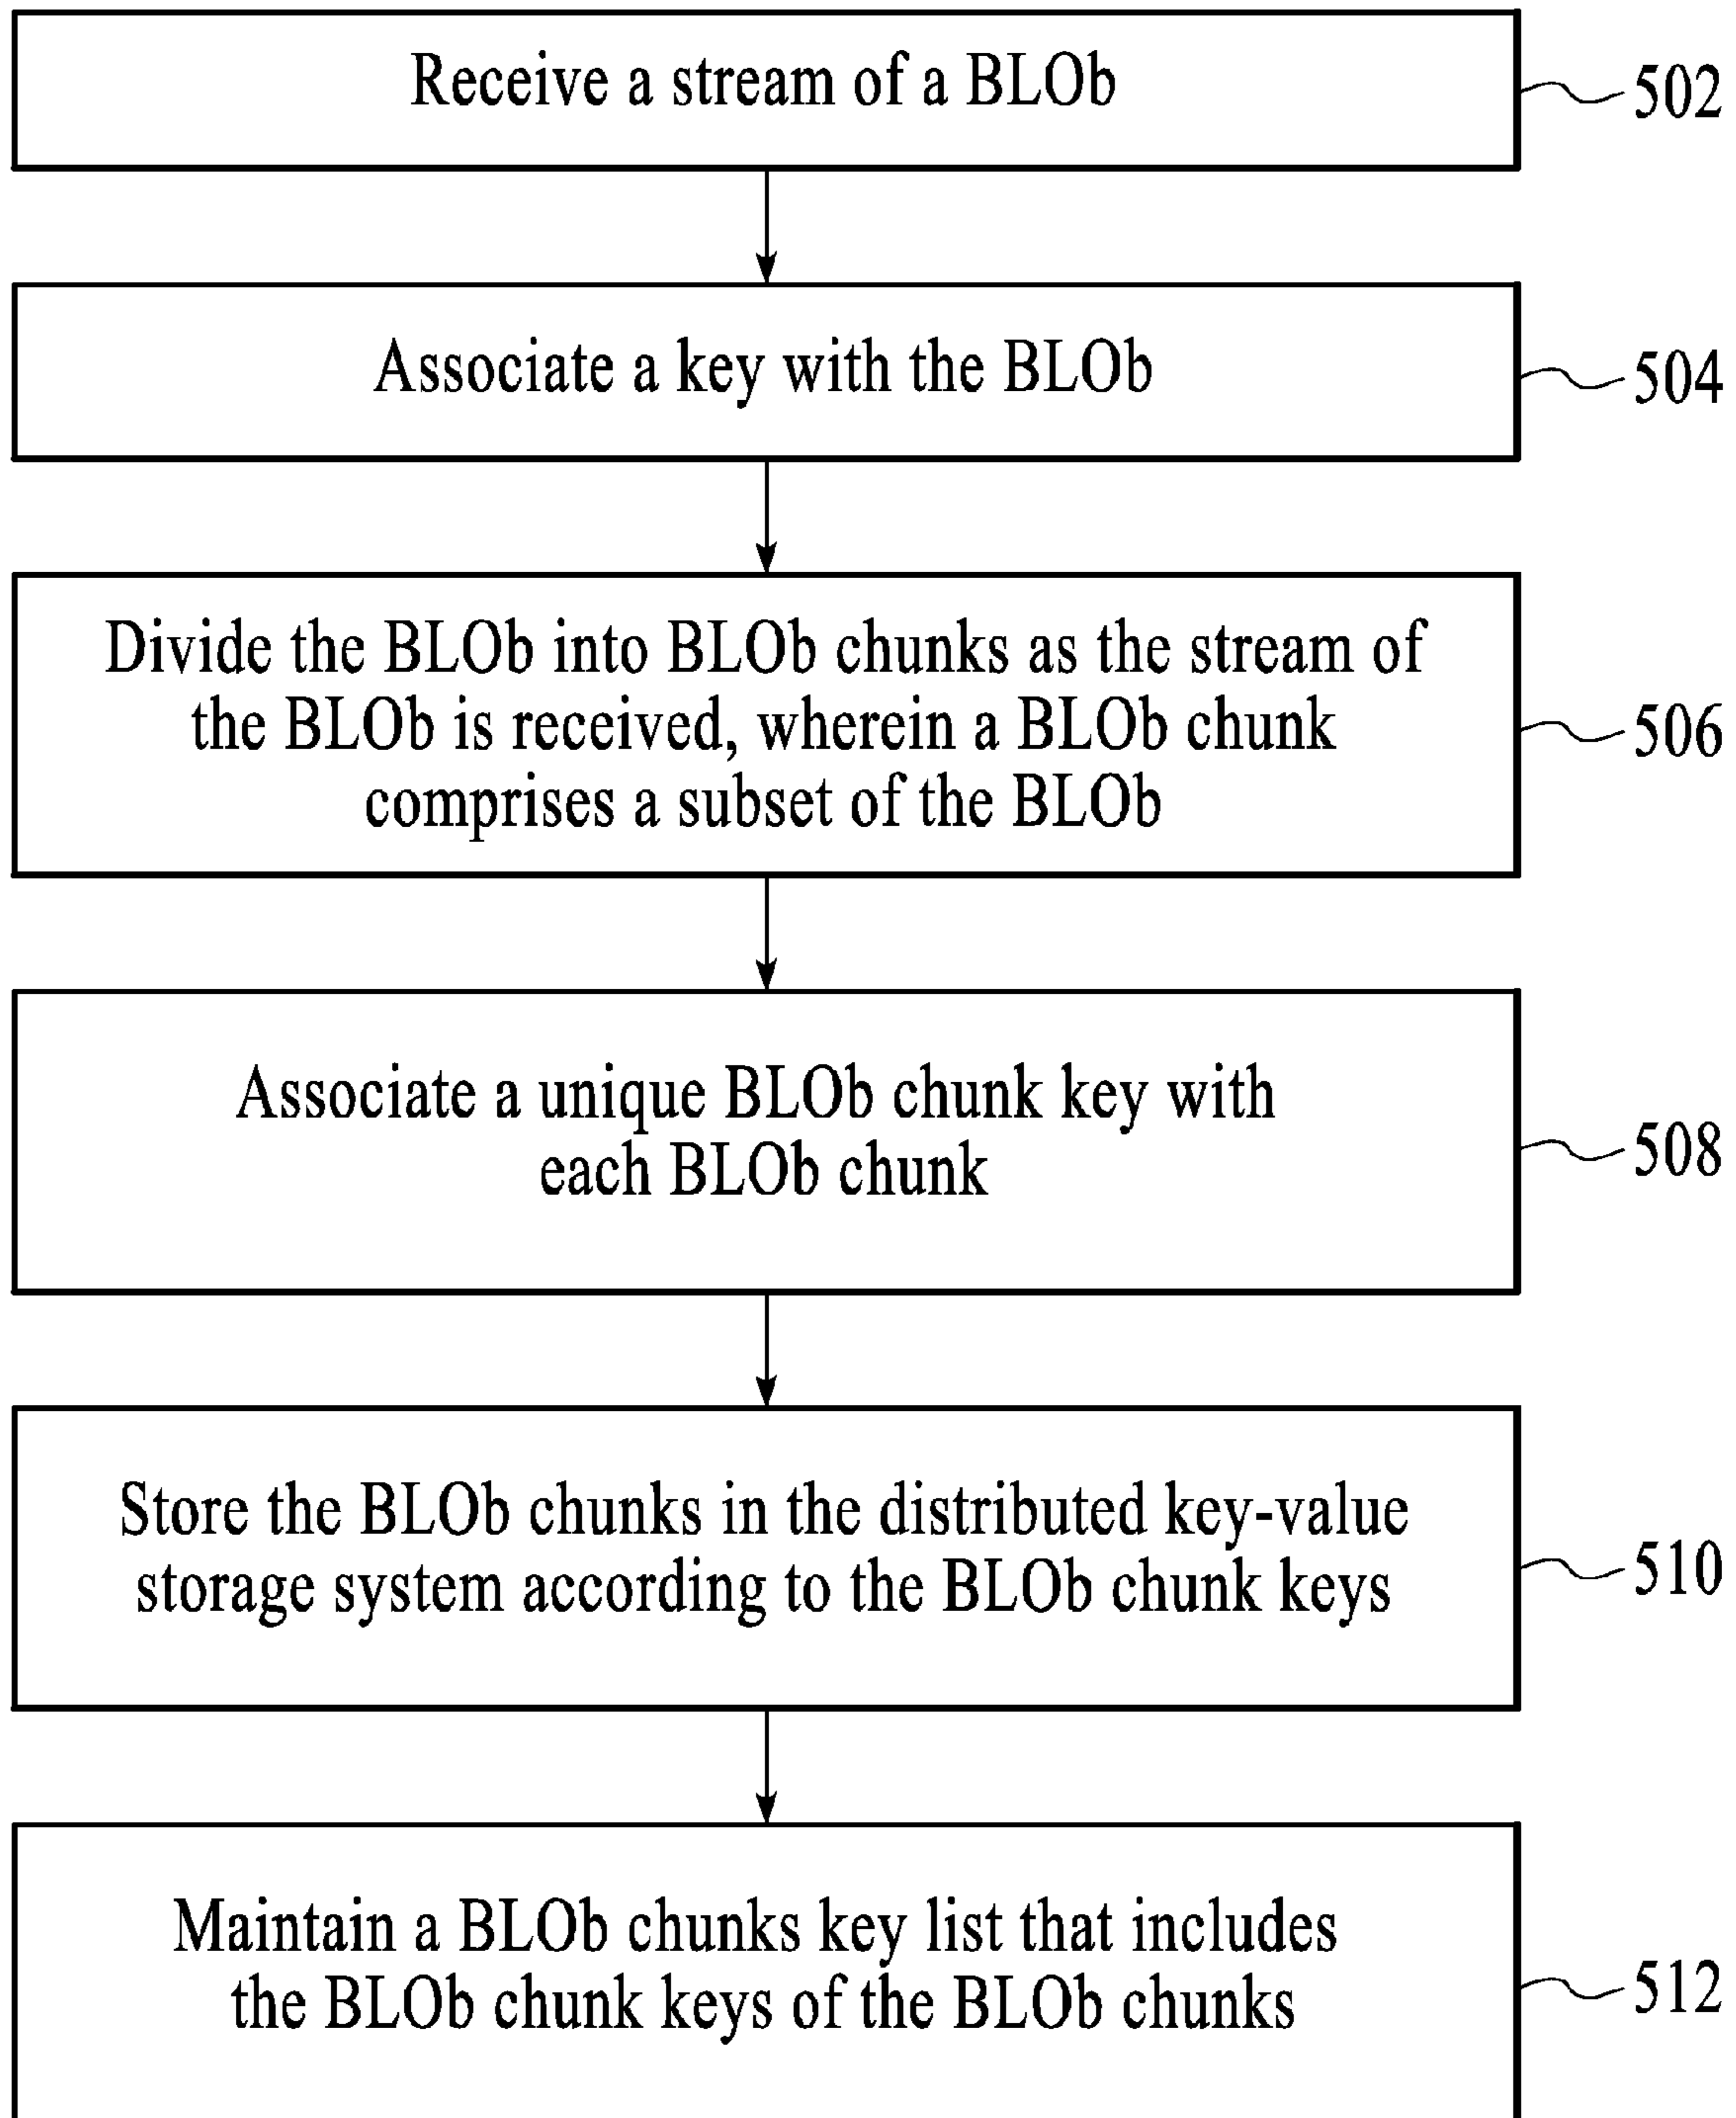 Receive a stream of a BLOb
502
Associate a key with the BLOb
504
Divide the BLOb into BLOb chunks as the stream of
the BLOb is received, wherein a BLOb chunk
comprises a subset of the BLOb
506
Associate a unique BLOb chunk key with
each BLOb chunk
508
Store the BLOb chunks in the distributed key-value
storage system according to the BLOb chunk keys
510
Maintain a BLOb chunks key list that includes
the BLOb chunk keys of the BLOb chunks
512